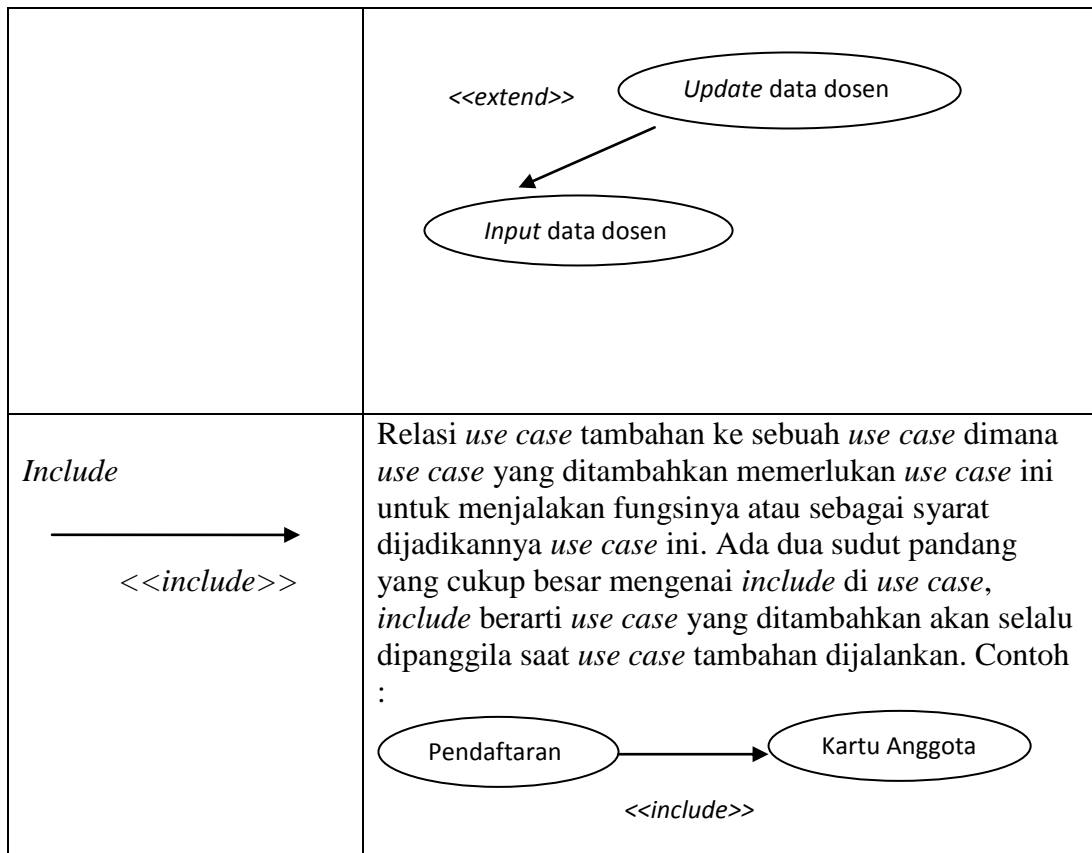 <<extend>>
Update data dosen
Input data dosen
Include
<<include>>
Relasi use case tambahan ke sebuah use case dimana
use case yang ditambahkan memerlukan use case ini
untuk menjalakan fungsinya atau sebagai syarat
dijadikannya use case ini. Ada dua sudut pandang
yang cukup besar mengenai include di use case,
include berarti use case yang ditambahkan akan selalu
dipanggila saat use case tambahan dijalankan. Contoh
:
Pendaftaran
Kartu Anggota
<<include>>